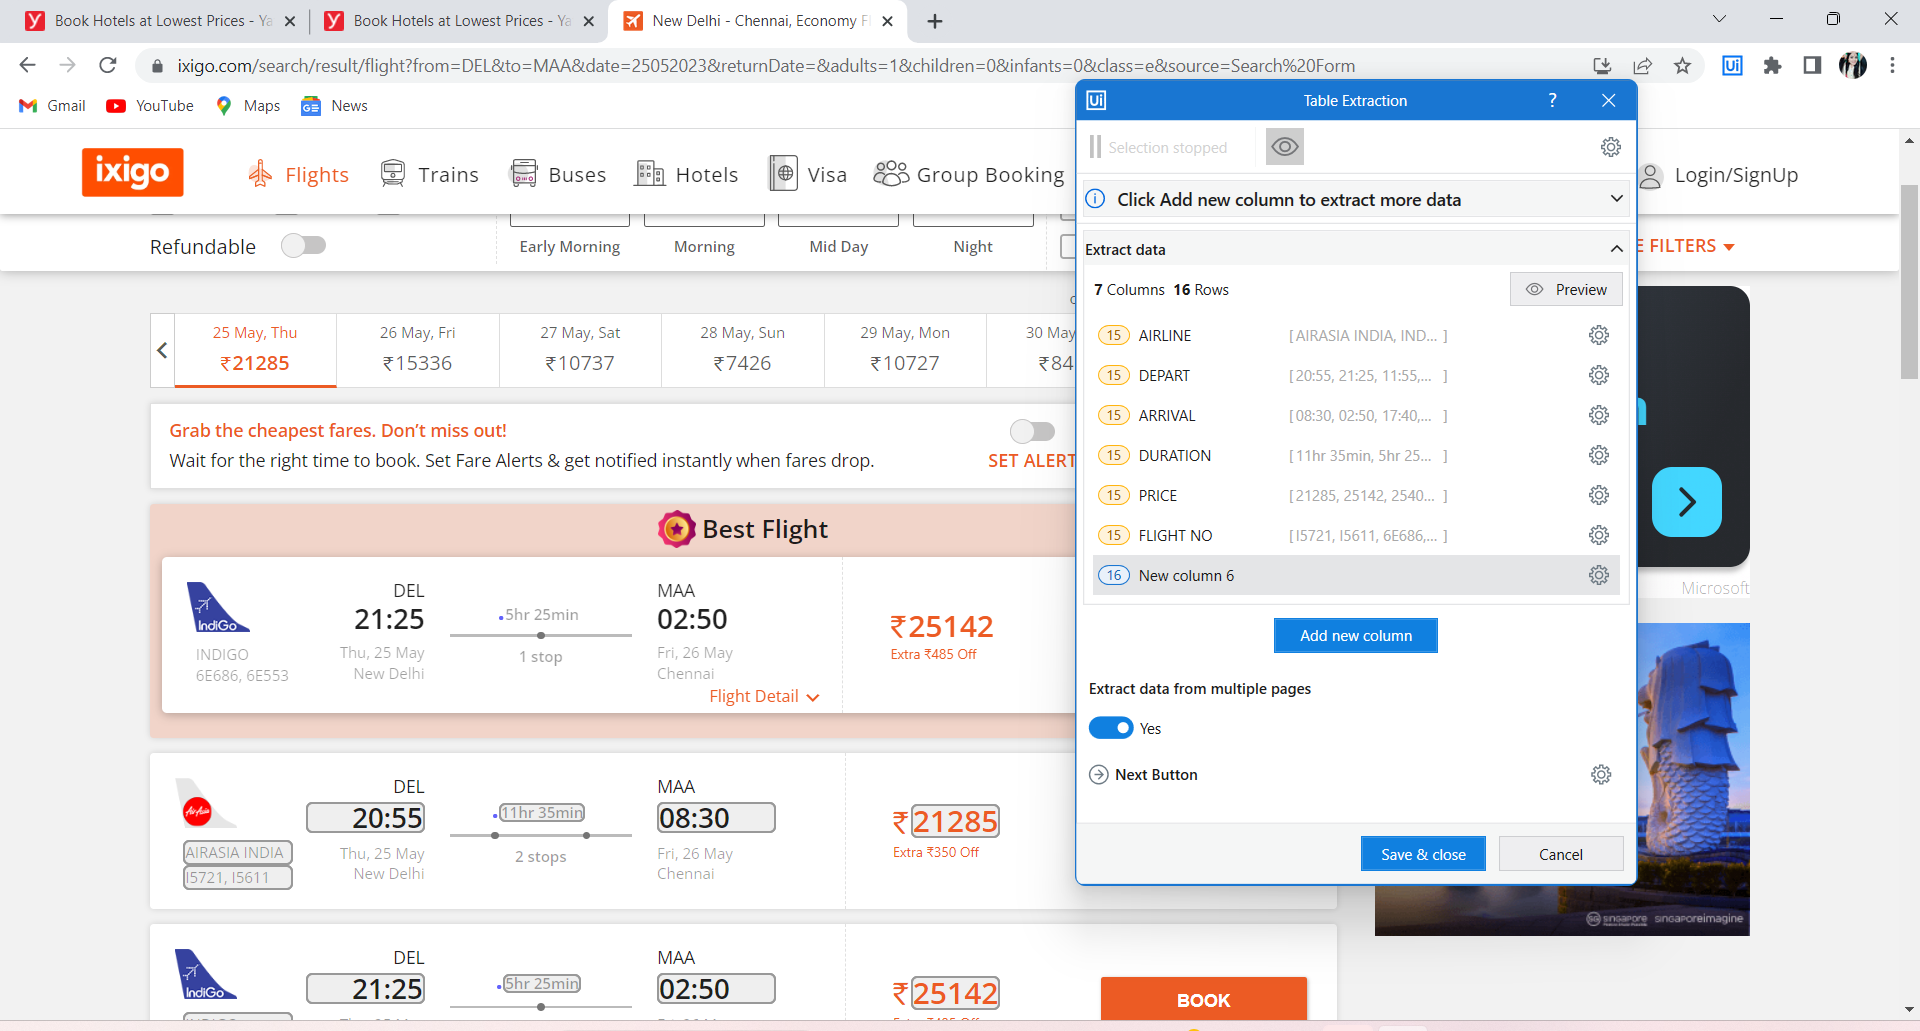 Book Hotels at Lowest Prices - Ya
Book Hotels at Lowest Prices - Ya
New Delhi - Chennai, Economy F
ixigo.com/search/result/flight?from=DEL&to=MAA&date=25052023&returnDate=&adults=1&children=0&infants=0&class=e&source=Search%20Form
Gmail
YouTube
Maps
News
ixigo
Flights
Trains
Buses
Hotels
Visa
Group Booking
Login/SignUp
Refundable
Early Morning
Morning
Mid Day
Night
E FILTERS
25 May, Thu
₹21285
26 May, Fri
₹15336
27 May, Sat
₹10737
28 May, Sun
₹7426
29 May, Mon
₹10727
30 May
₹84
Grab the cheapest fares. Don't miss out!
Wait for the right time to book. Set Fare Alerts & get notified instantly when fares drop.
SET ALERT
Best Flight
IndiGo
INDIGO
6E686, 6E553
DEL
21:25
Thu, 25 May
New Delhi
5hr 25min
1 stop
MAA
02:50
Fri, 26 May
Chennai
Flight Detail
₹25142
Extra ₹485 Off
AirAsia
AIRASIA INDIA
I5721, I5611
DEL
20:55
Thu, 25 May
New Delhi
11hr 35min
2 stops
MAA
08:30
Fri, 26 May
Chennai
₹21285
Extra ₹350 Off
IndiGo
DEL
21:25
5hr 25min
MAA
02:50
₹25142
BOOK
Ui
Table Extraction
?
Selection stopped
Click Add new column to extract more data
Extract data
7 Columns 16 Rows
Preview
15 AIRLINE [ AIRASIA INDIA, IND... ]
15 DEPART [ 20:55, 21:25, 11:55,... ]
15 ARRIVAL [ 08:30, 02:50, 17:40,... ]
15 DURATION [ 11hr 35min, 5hr 25... ]
15 PRICE [ 21285, 25142, 2540... ]
15 FLIGHT NO [ I5721, I5611, 6E686,... ]
16 New column 6
Add new column
Extract data from multiple pages
Yes
Next Button
Save & close
Cancel
Microsoft
SG SINGAPORE
singaporeimagine